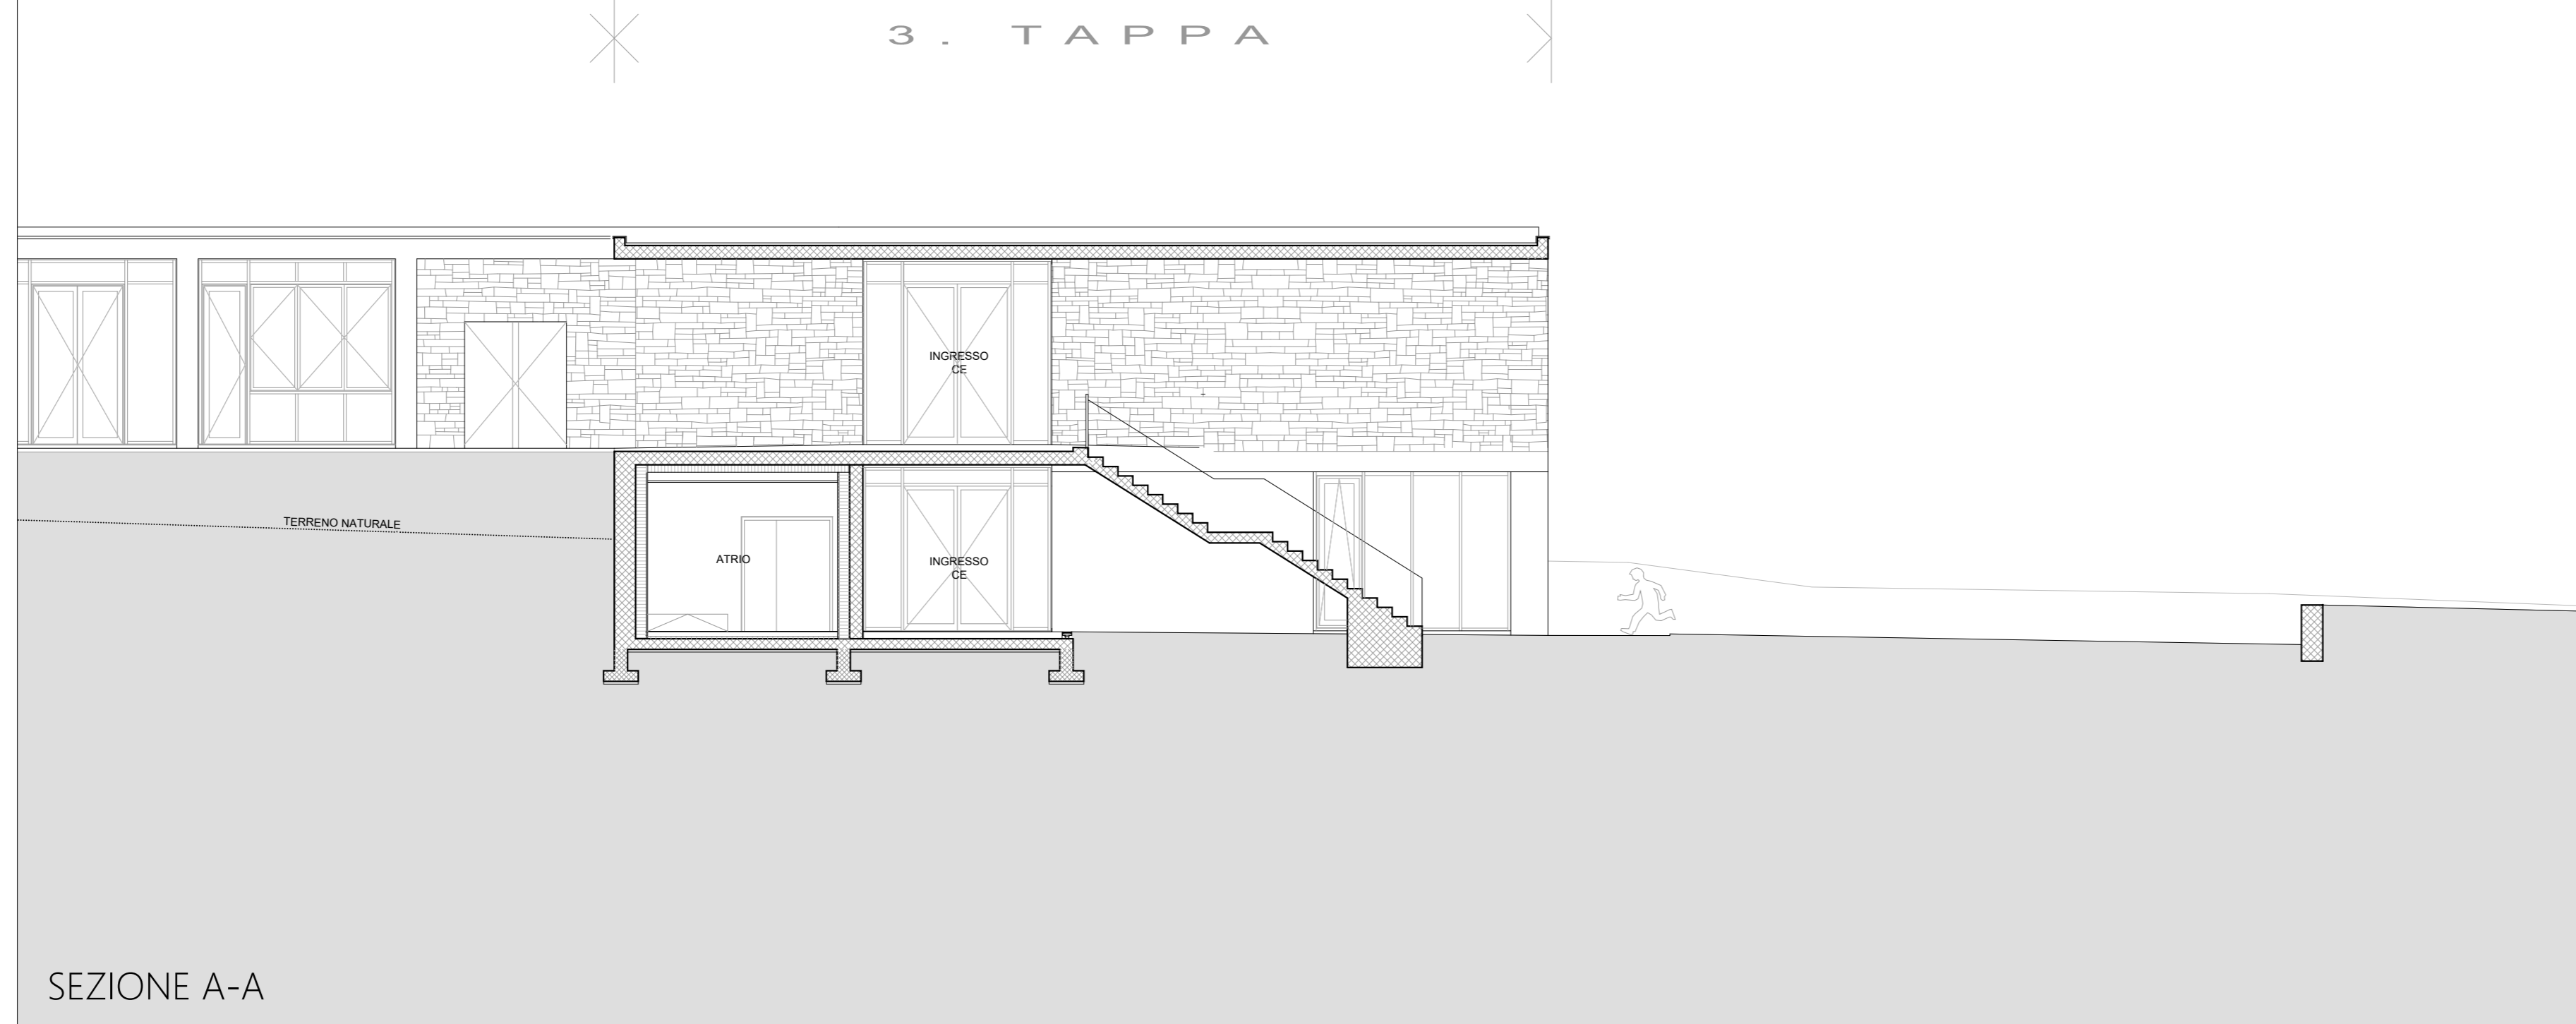 3. TAPPA
INGRESSO
CE
TERRENO NATURALE
ATRIO
INGRESSO
CE
SEZIONE A-A